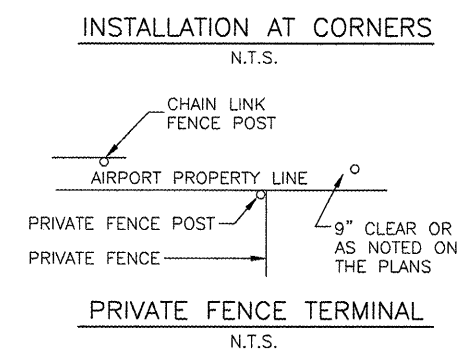 INSTALLATION AT CORNERS
N.T.S.
CHAIN LINK
FENCE POST
AIRPORT PROPERTY LINE
PRIVATE FENCE POST
PRIVATE FENCE
9" CLEAR OR
AS NOTED ON
THE PLANS
PRIVATE FENCE TERMINAL
N.T.S.